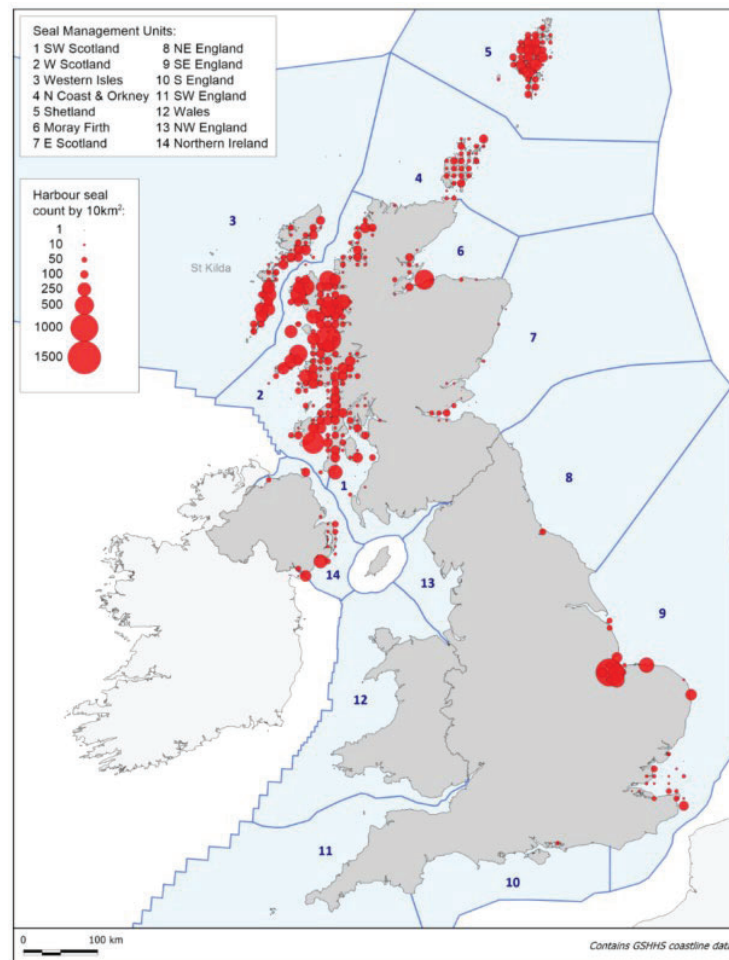 Seal Management Units:
1 SW Scotland 8 NE England
2 W Scotland 9 SE England
3 Western Isles 10 S England
4 N Coast & Orkney 11 SW England
5 Shetland 12 Wales
6 Moray Firth 13 NW England
7 E Scotland 14 Northern Ireland
5
4
Harbour seal
count by 10km²:
1
10
50
100
250
500
1000
1500
3
St Kilda
6
7
2
8
1
14
13
9
12
11
10
0 100 km
Contains GSHHS coastline data